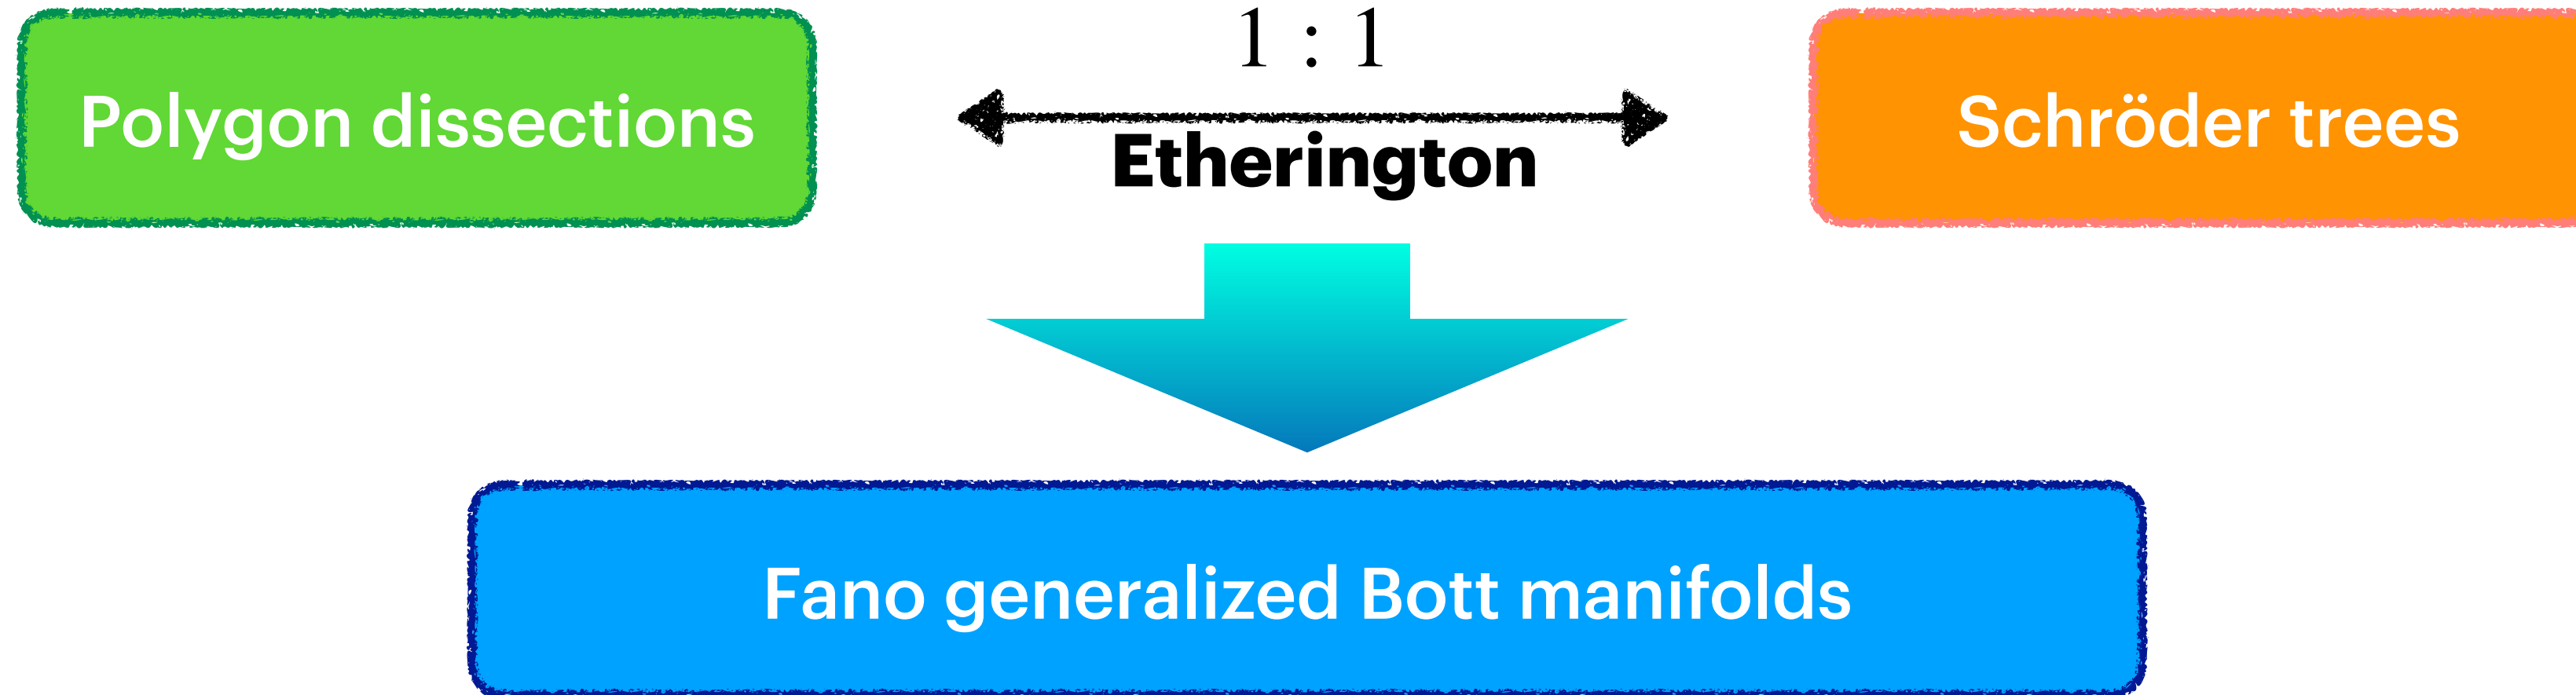 1 : 1
Polygon dissections
Etherington
Schröder trees
Fano generalized Bott manifolds